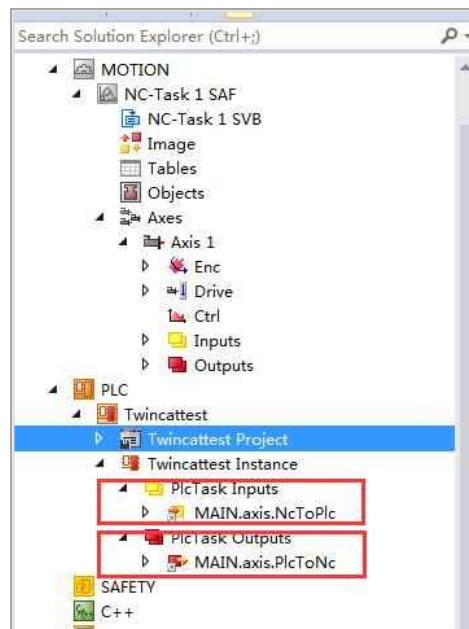 Search Solution Explorer (Ctrl+;)
MOTION
NC-Task 1 SAF
NC-Task 1 SVB
Image
Tables
Objects
Axes
Axis 1
Enc
Drive
Ctrl
Inputs
Outputs
PLC
Twincattest
Twincattest Project
Twincattest Instance
PlcTask Inputs
MAIN.axis.NcToPlc
PlcTask Outputs
MAIN.axis.PlcToNc
SAFETY
C++